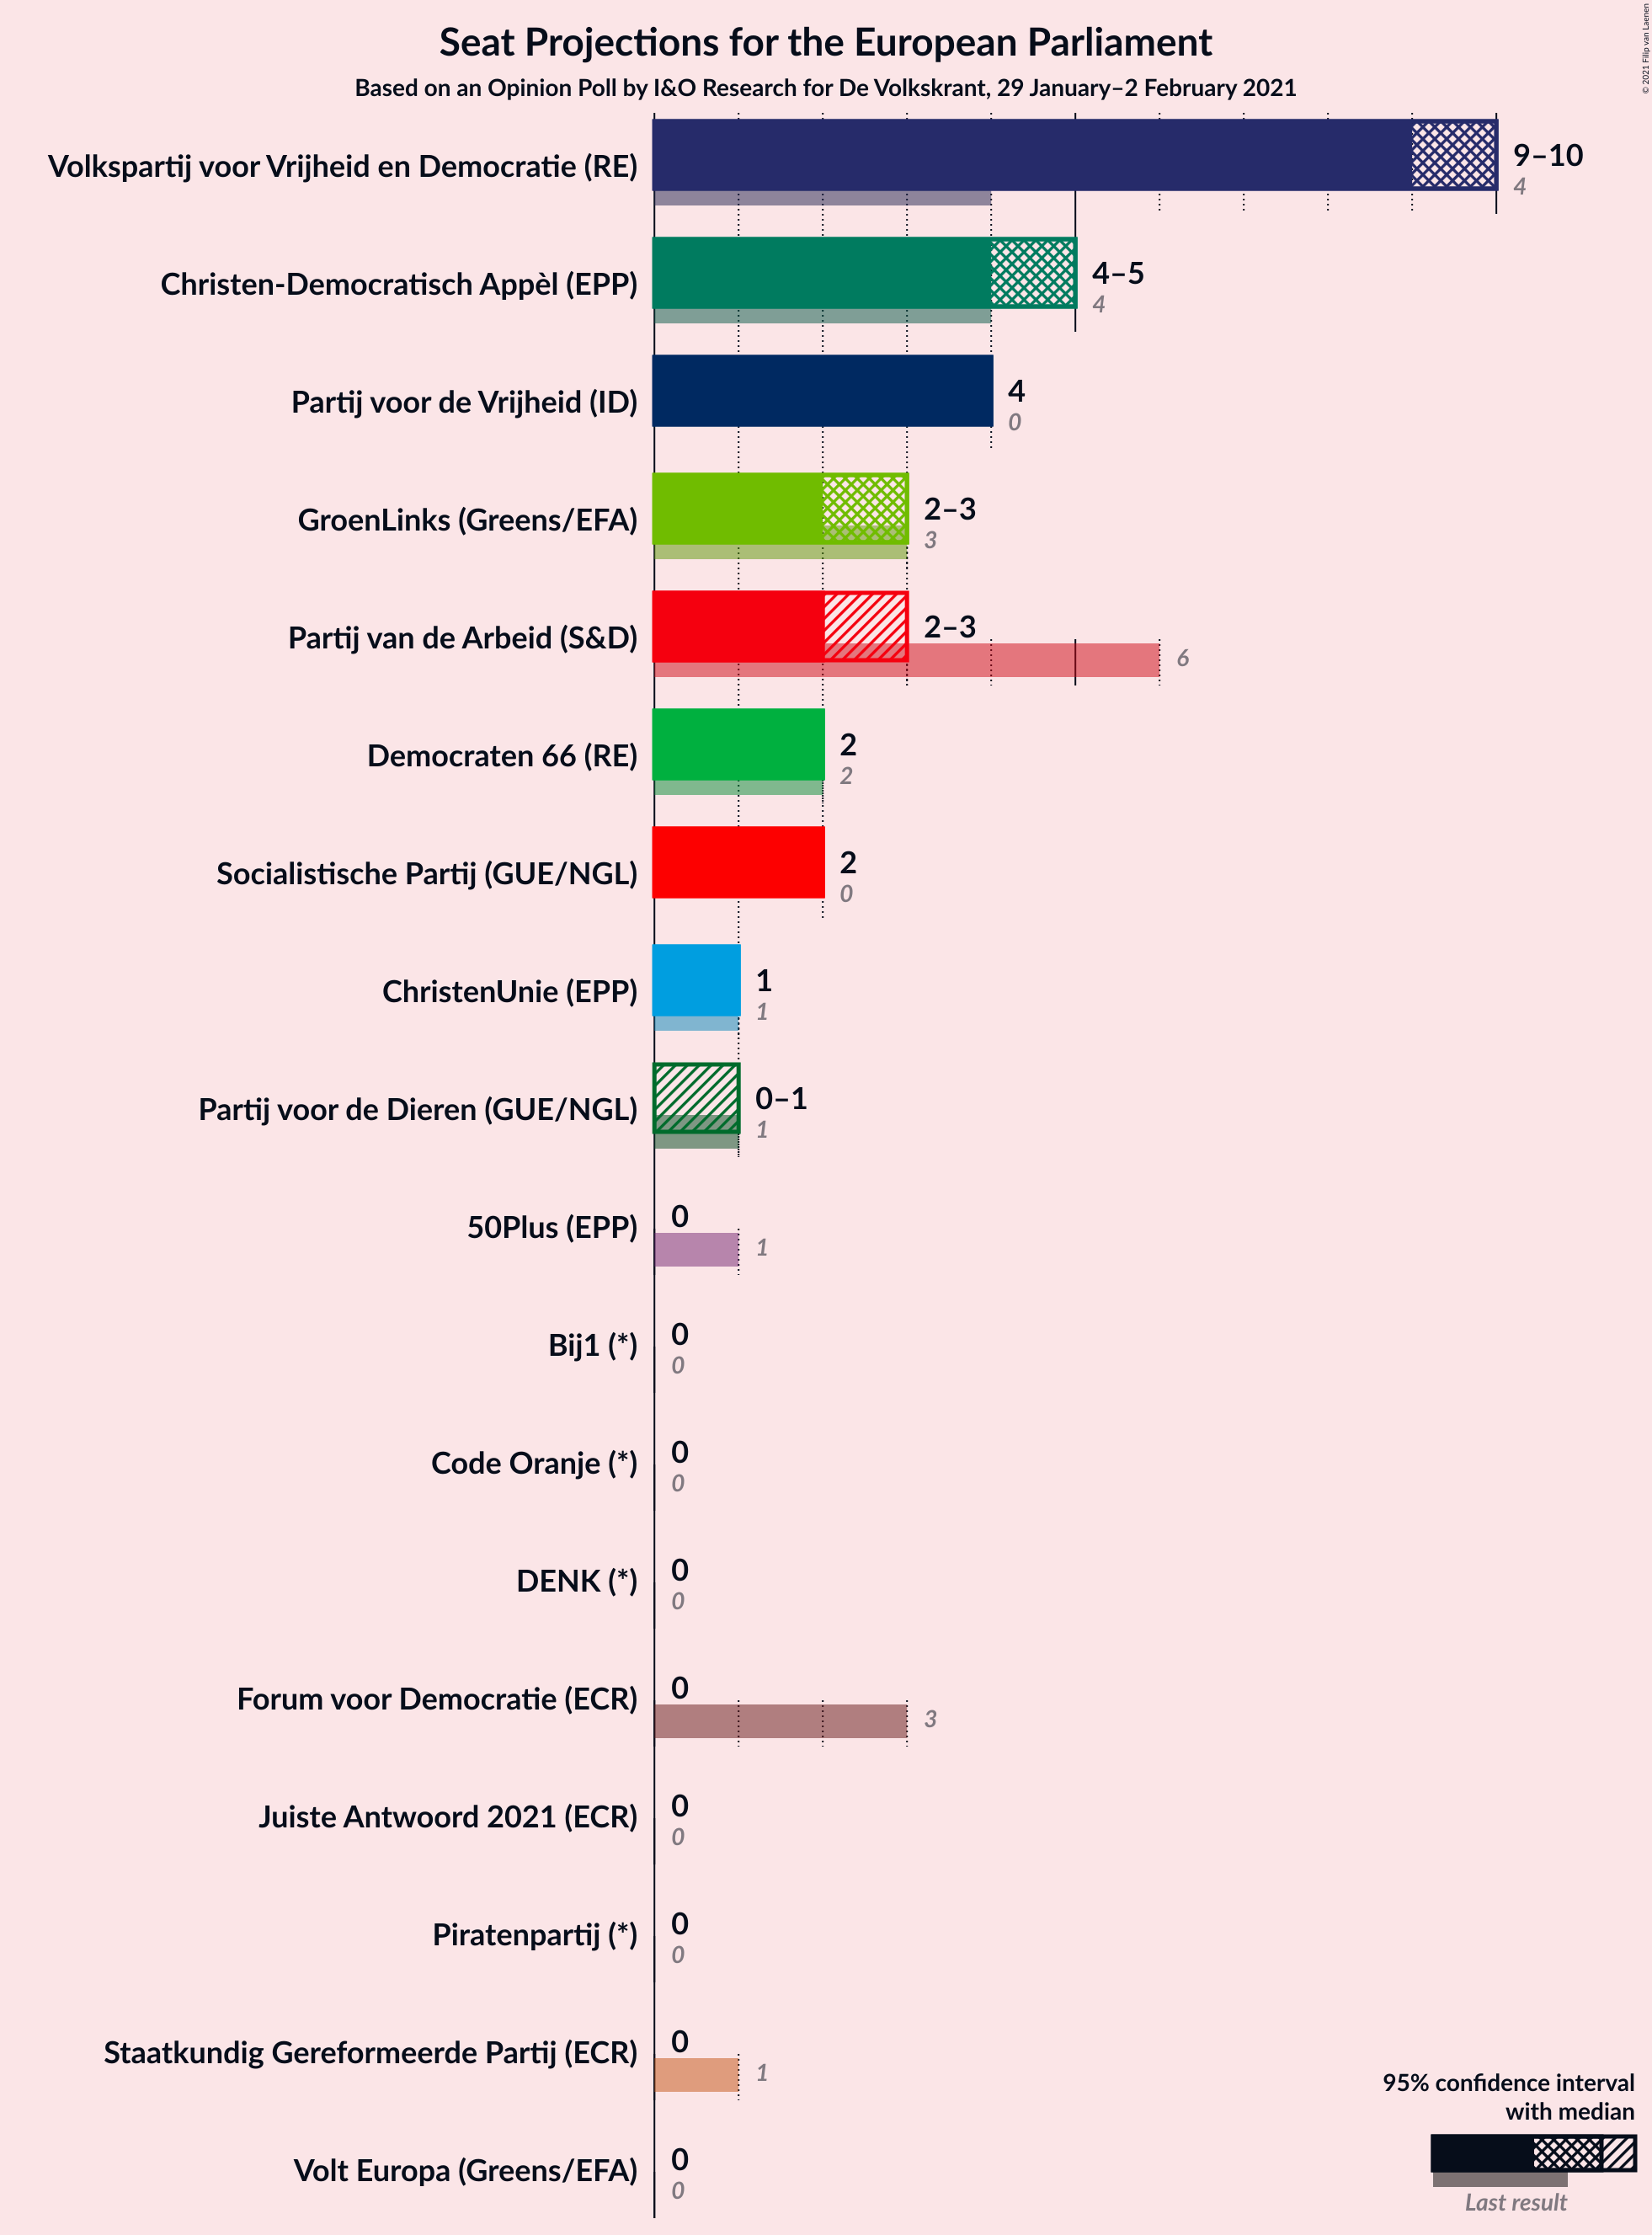 Seat Projections for the European Parliament
Based on an Opinion Poll by I&O Research for De Volkskrant, 29 January–2 February 2021
© 2021 Filip van Laenen
Volkspartij voor Vrijheid en Democratie (RE)
9–10
4
Christen-Democratisch Appèl (EPP)
4–5
4
Partij voor de Vrijheid (ID)
4
0
GroenLinks (Greens/EFA)
2–3
3
Partij van de Arbeid (S&D)
2–3
6
Democraten 66 (RE)
2
2
Socialistische Partij (GUE/NGL)
2
0
ChristenUnie (EPP)
1
1
Partij voor de Dieren (GUE/NGL)
0–1
1
50Plus (EPP)
0
1
Bij1 (*)
0
0
Code Oranje (*)
0
0
DENK (*)
0
0
Forum voor Democratie (ECR)
0
3
Juiste Antwoord 2021 (ECR)
0
0
Piratenpartij (*)
0
0
Staatkundig Gereformeerde Partij (ECR)
0
1
Volt Europa (Greens/EFA)
0
0
95% confidence interval
with median
Last result